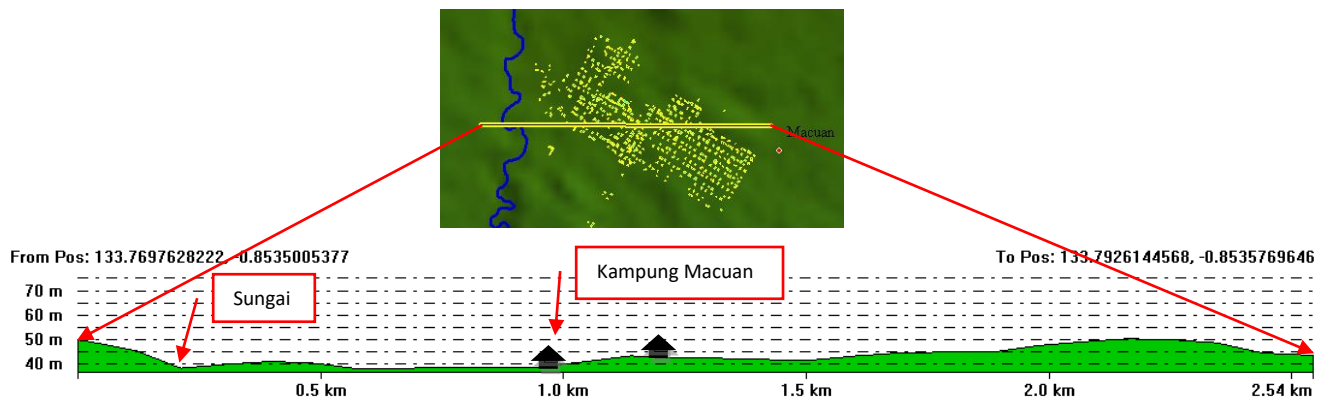 Macuan
From Pos: 133.7697628222, -0.8535005377
To Pos: 133.7926144568, -0.8535769646
Kampung Macuan
Sungai
70 m
60 m
50 m
40 m
0.5 km
1.0 km
1.5 km
2.0 km
2.54 km